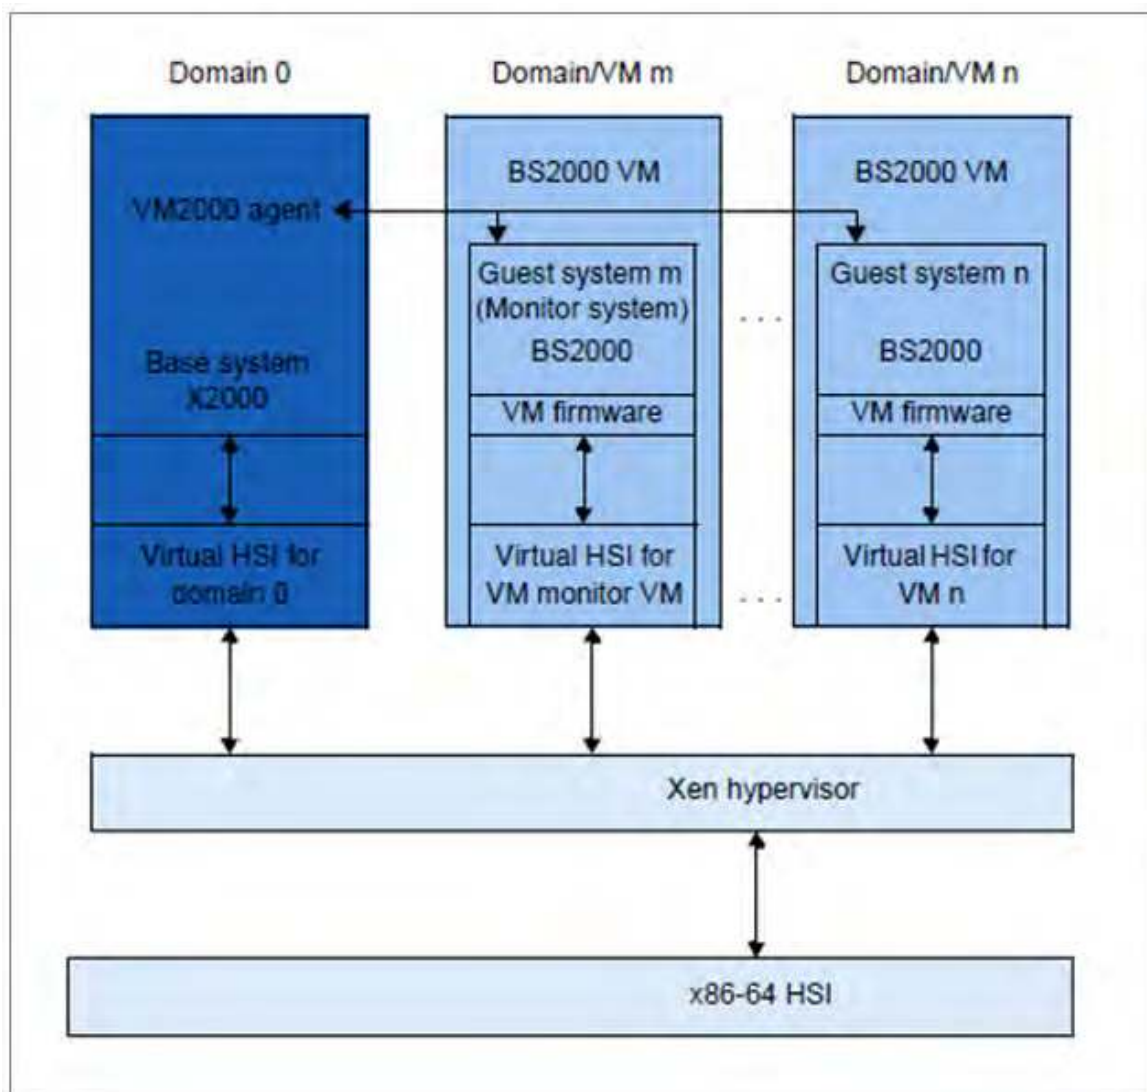 Domain 0
Domain/VM m
Domain/VM n
VM2000 agent
Base system
X2000
Virtual HSI for
domain 0
BS2000 VM
Guest system m
(Monitor system)
BS2000
VM firmware
Virtual HSI for
VM monitor VM
. . .
. . .
BS2000 VM
Guest system n
BS2000
VM firmware
Virtual HSI for
VM n
Xen hypervisor
x86-64 HSI